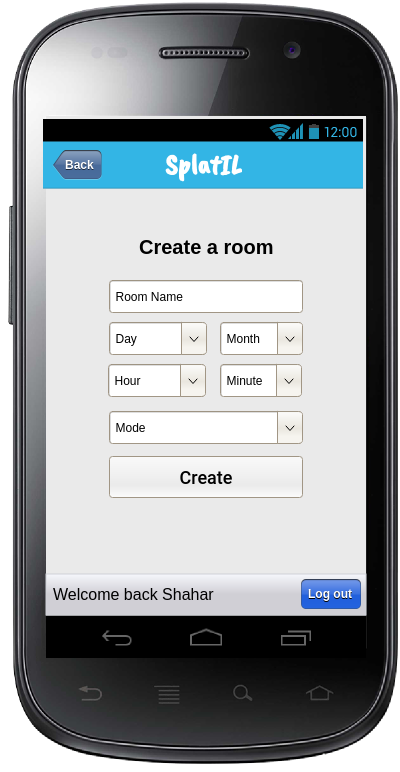 12:00
Back
SplatIL
Create a room
Room Name
Day Month
Hour Minute
Mode
Create
Welcome back Shahar
Log out